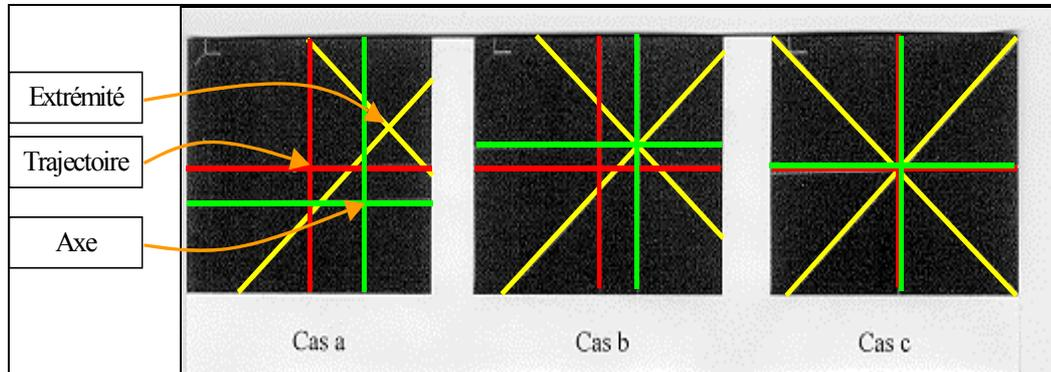 Extrémité
Trajectoire
Axe
Cas a
Cas b
Cas c